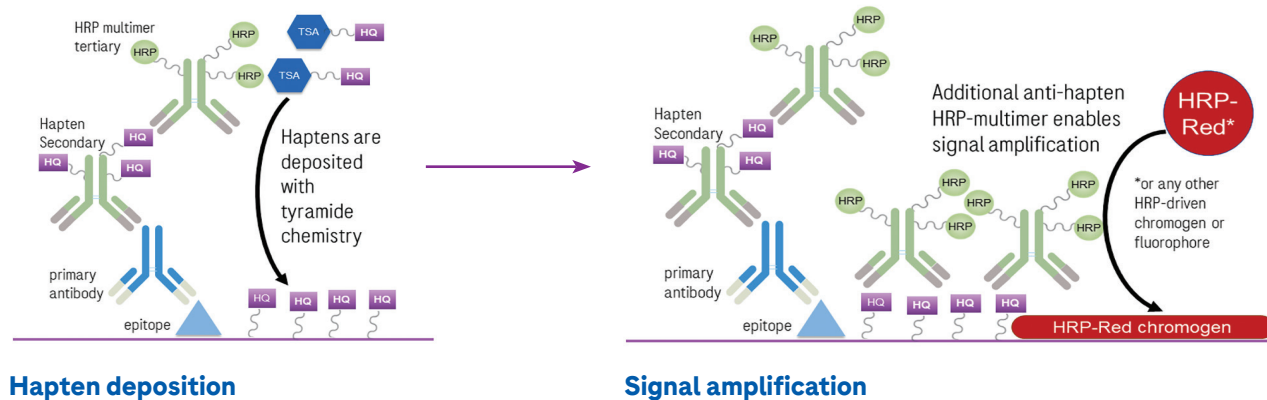 HRP multimer
tertiary
HRP
HRP
HRP
TSA
HQ
TSA
HQ
Hapten
Secondary
HQ
HQ
HQ
Haptens are
deposited
with
tyramide
chemistry
primary
antibody
epitope
HQ
HQ
HQ
HQ
Hapten deposition
HRP
HRP
HRP
Hapten
Secondary
HQ
HQ
HQ
Additional anti-hapten
HRP-multimer enables
signal amplification
HRP-
Red*
*or any other
HRP-driven
chromogen or
fluorophore
HRP
HRP
HRP
HRP
HRP
HRP
primary
antibody
epitope
HQ
HQ
HQ
HQ
HRP-Red chromogen
Signal amplification